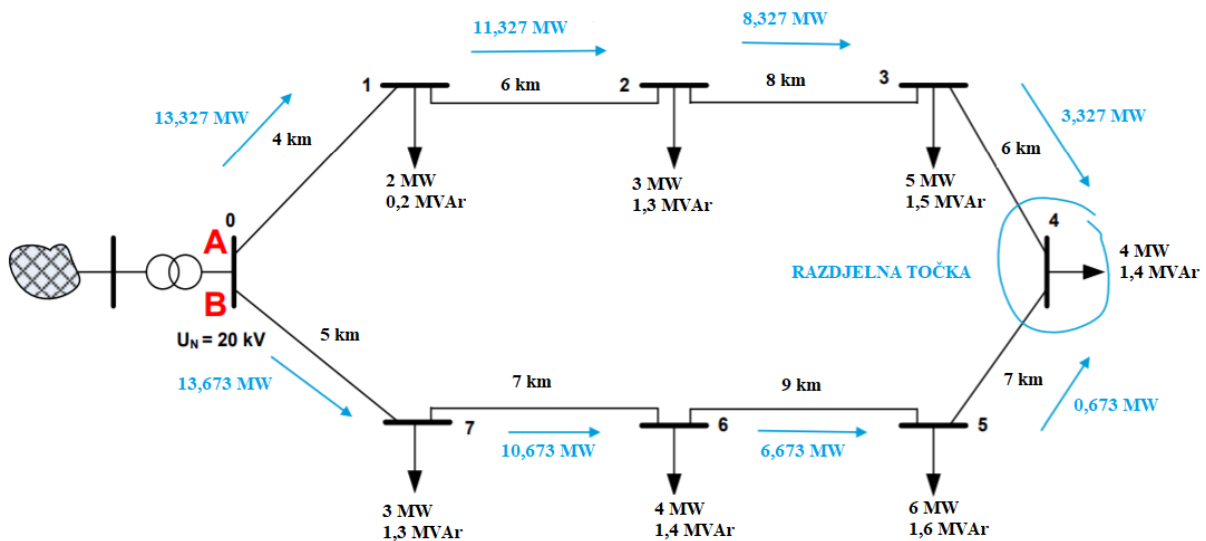 11,327 MW
8,327 MW
1
6 km
2
8 km
3
13,327 MW
4 km
3,327 MW
6 km
2 MW
0,2 MVAr
3 MW
1,3 MVAr
5 MW
1,5 MVAr
0
A
4
RAZDJELNA TOČKA
4 MW
1,4 MVAr
B
U_N = 20 kV
5 km
13,673 MW
7 km
9 km
7 km
0,673 MW
7
10,673 MW
6
6,673 MW
5
3 MW
1,3 MVAr
4 MW
1,4 MVAr
6 MW
1,6 MVAr